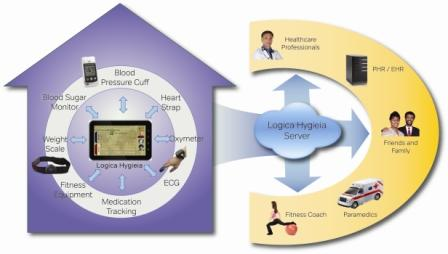 Blood
Pressure Cuff
Blood Sugar
Monitor
Heart
Strap
Weight
Scale
Oxymeter
Logica Hygieia
Fitness
Equipment
ECG
Medication
Tracking
Healthcare
Professionals
PHR / EHR
Logica Hygieia
Server
Friends and
Family
Fitness Coach
Paramedics